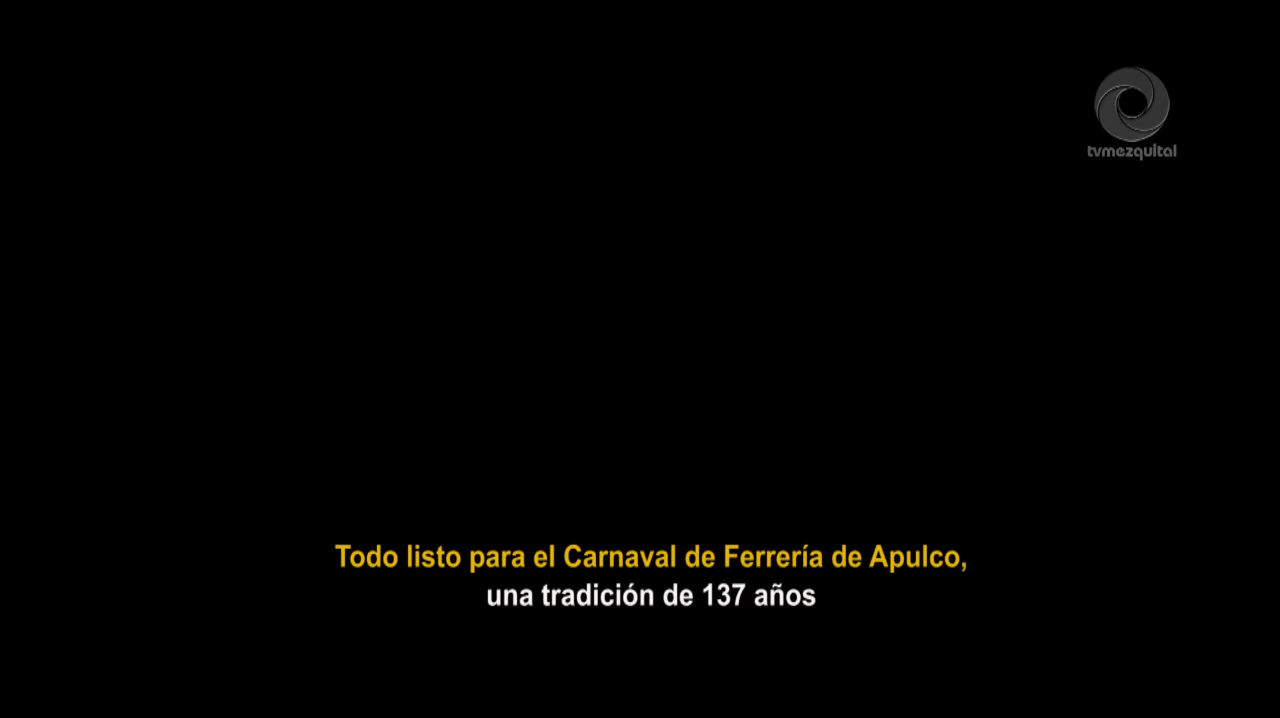 tvmezquital
Todo listo para el Carnaval de Ferrería de Apulco,
una tradición de 137 años